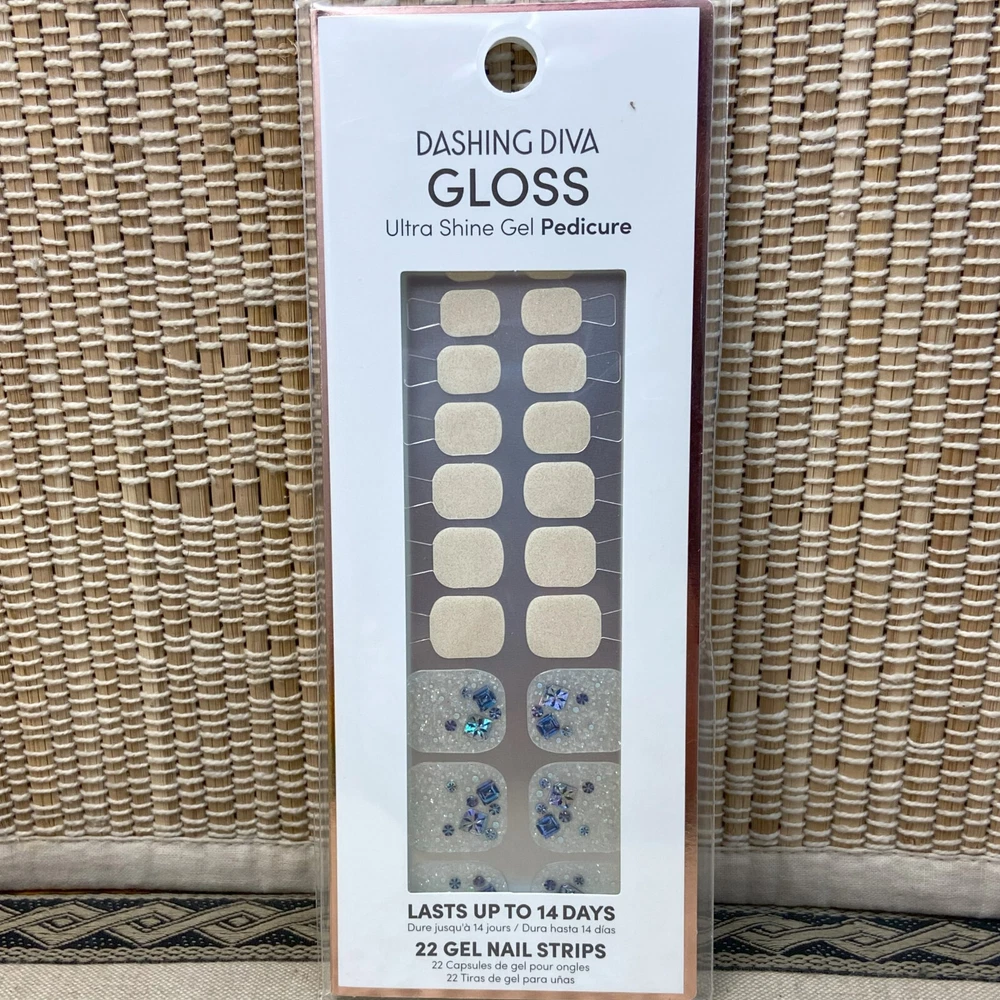 DASHING DIVA
GLOSS
Ultra Shine Gel Pedicure
LASTS UP TO 14 DAYS
Dure jusqu'à 14 jours / Dura hasta 14 días
22 GEL NAIL STRIPS
22 Capsules de gel pour ongles
22 Tiras de gel para uñas